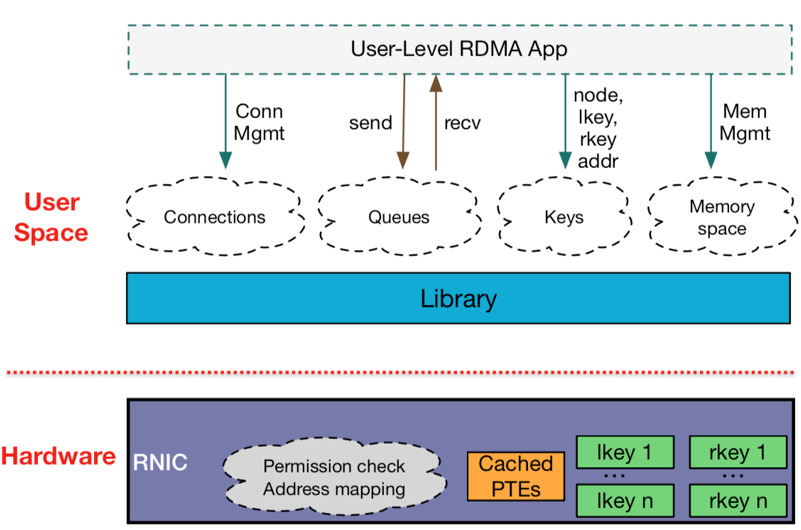 User-Level RDMA App
Conn
Mgmt
send
recv
node,
lkey,
rkey
addr
Mem
Mgmt
User
Space
Connections
Queues
Keys
Memory
space
Library
Hardware
RNIC
Permission check
Address mapping
Cached
PTEs
lkey 1
rkey 1
...
...
lkey n
rkey n